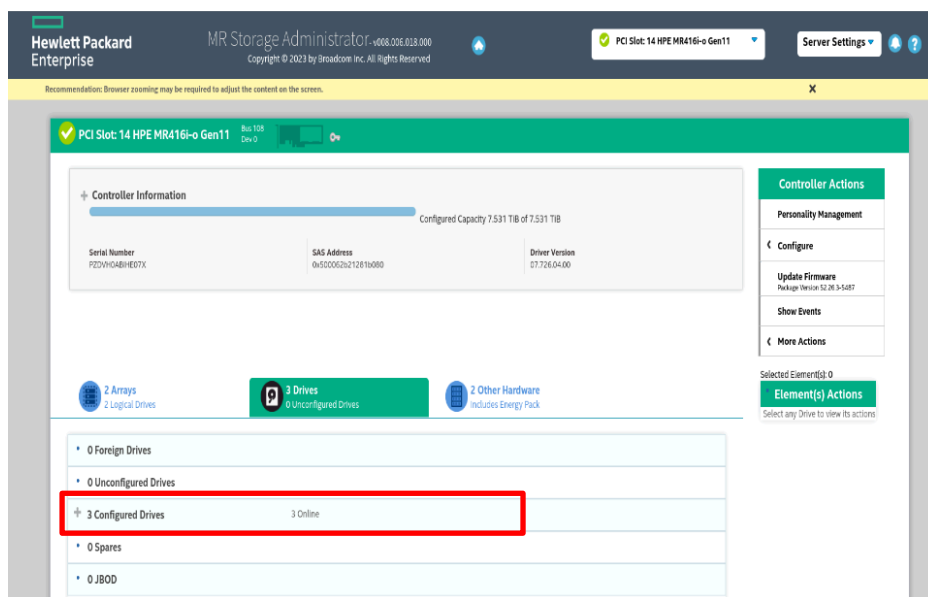 Hewlett Packard
Enterprise
MR Storage Administrator- v008.006.018.000
Copyright © 2023 by Broadcom Inc. All Rights Reserved
PCI Slot: 14 HPE MR416i-o Gen11
Server Settings
?
Recommendation: Browser zooming may be required to adjust the content on the screen.
X
PCI Slot: 14 HPE MR416i-o Gen11
Bus 108
Dev 0
Controller Information
Configured Capacity 7.531 TiB of 7.531 TiB
Serial Number
SAS Address
Driver Version
07.726.04.00
Controller Actions
Personality Management
Configure
Update Firmware
Package Version 52.26.3-5487
Show Events
More Actions
Selected Element(s): 0
Element(s) Actions
Select any Drive to view its actions
2 Arrays
2 Logical Drives
3 Drives
0 Unconfigured Drives
2 Other Hardware
Includes Energy Pack
0 Foreign Drives
0 Unconfigured Drives
3 Configured Drives
3 Online
0 Spares
0 JBOD